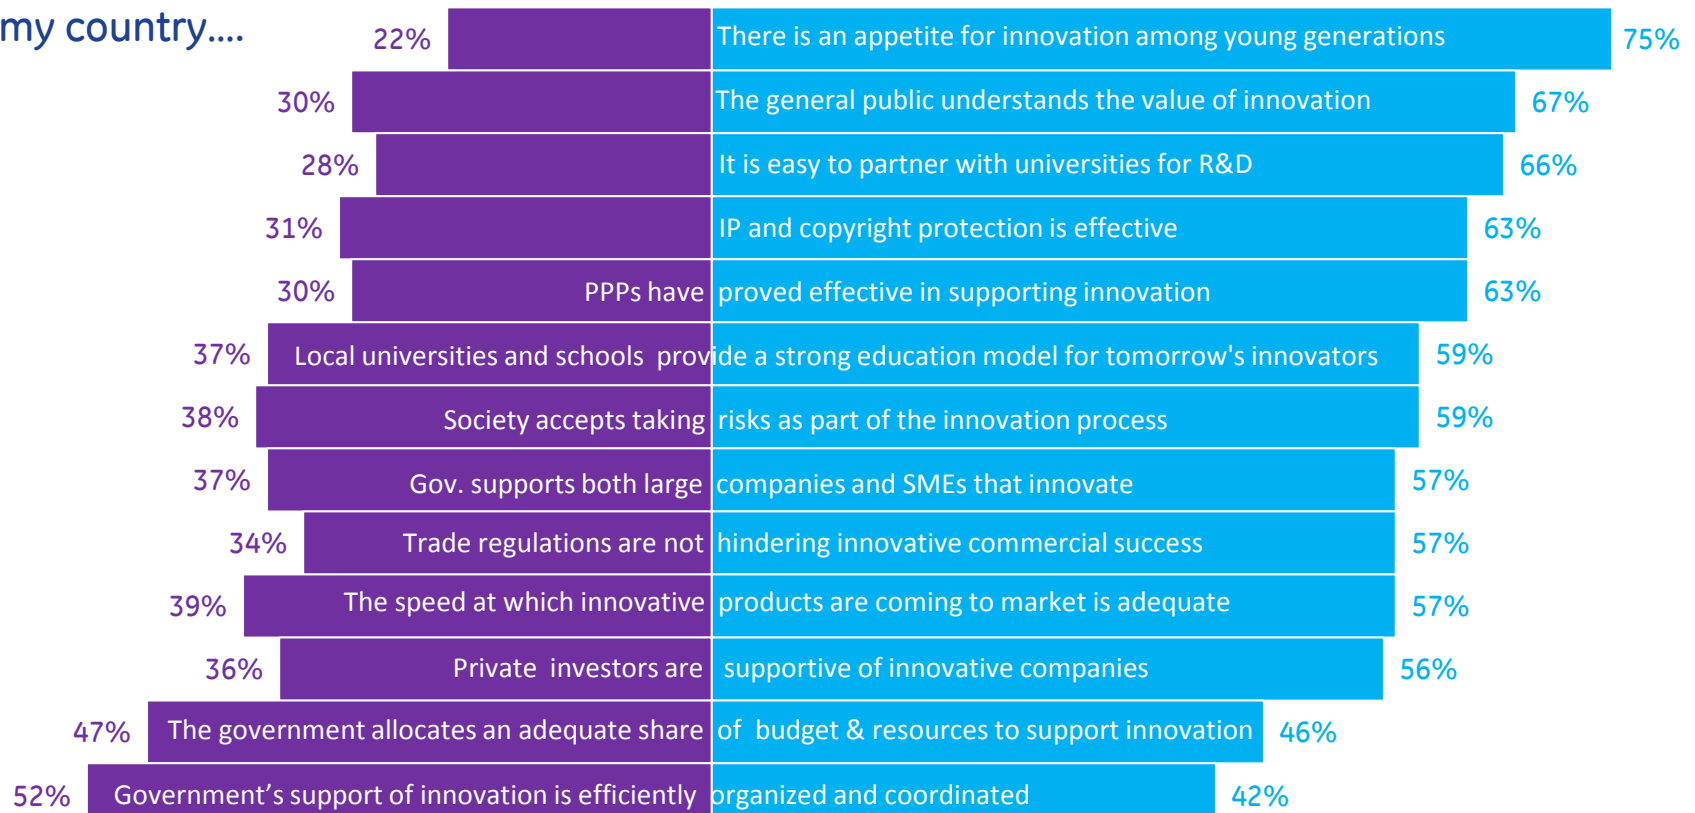 my country....
22% There is an appetite for innovation among young generations 75%
30% The general public understands the value of innovation 67%
28% It is easy to partner with universities for R&D 66%
31% IP and copyright protection is effective 63%
30% PPPs have proved effective in supporting innovation 63%
37% Local universities and schools provide a strong education model for tomorrow's innovators 59%
38% Society accepts taking risks as part of the innovation process 59%
37% Gov. supports both large companies and SMEs that innovate 57%
34% Trade regulations are not hindering innovative commercial success 57%
39% The speed at which innovative products are coming to market is adequate 57%
36% Private investors are supportive of innovative companies 56%
47% The government allocates an adequate share of budget & resources to support innovation 46%
52% Government’s support of innovation is efficiently organized and coordinated 42%